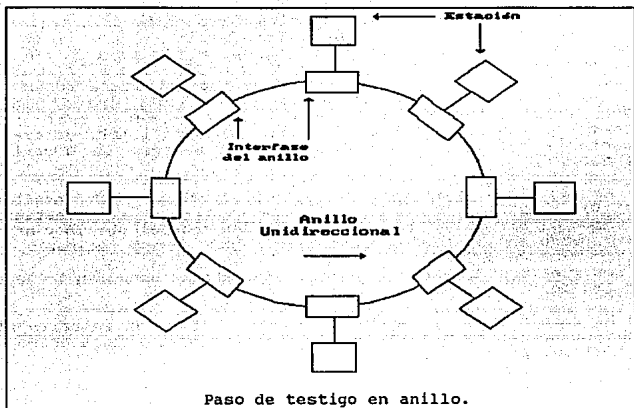 Estación
Interfase
del anillo
Anillo
Unidireccional
Paso de testigo en anillo.